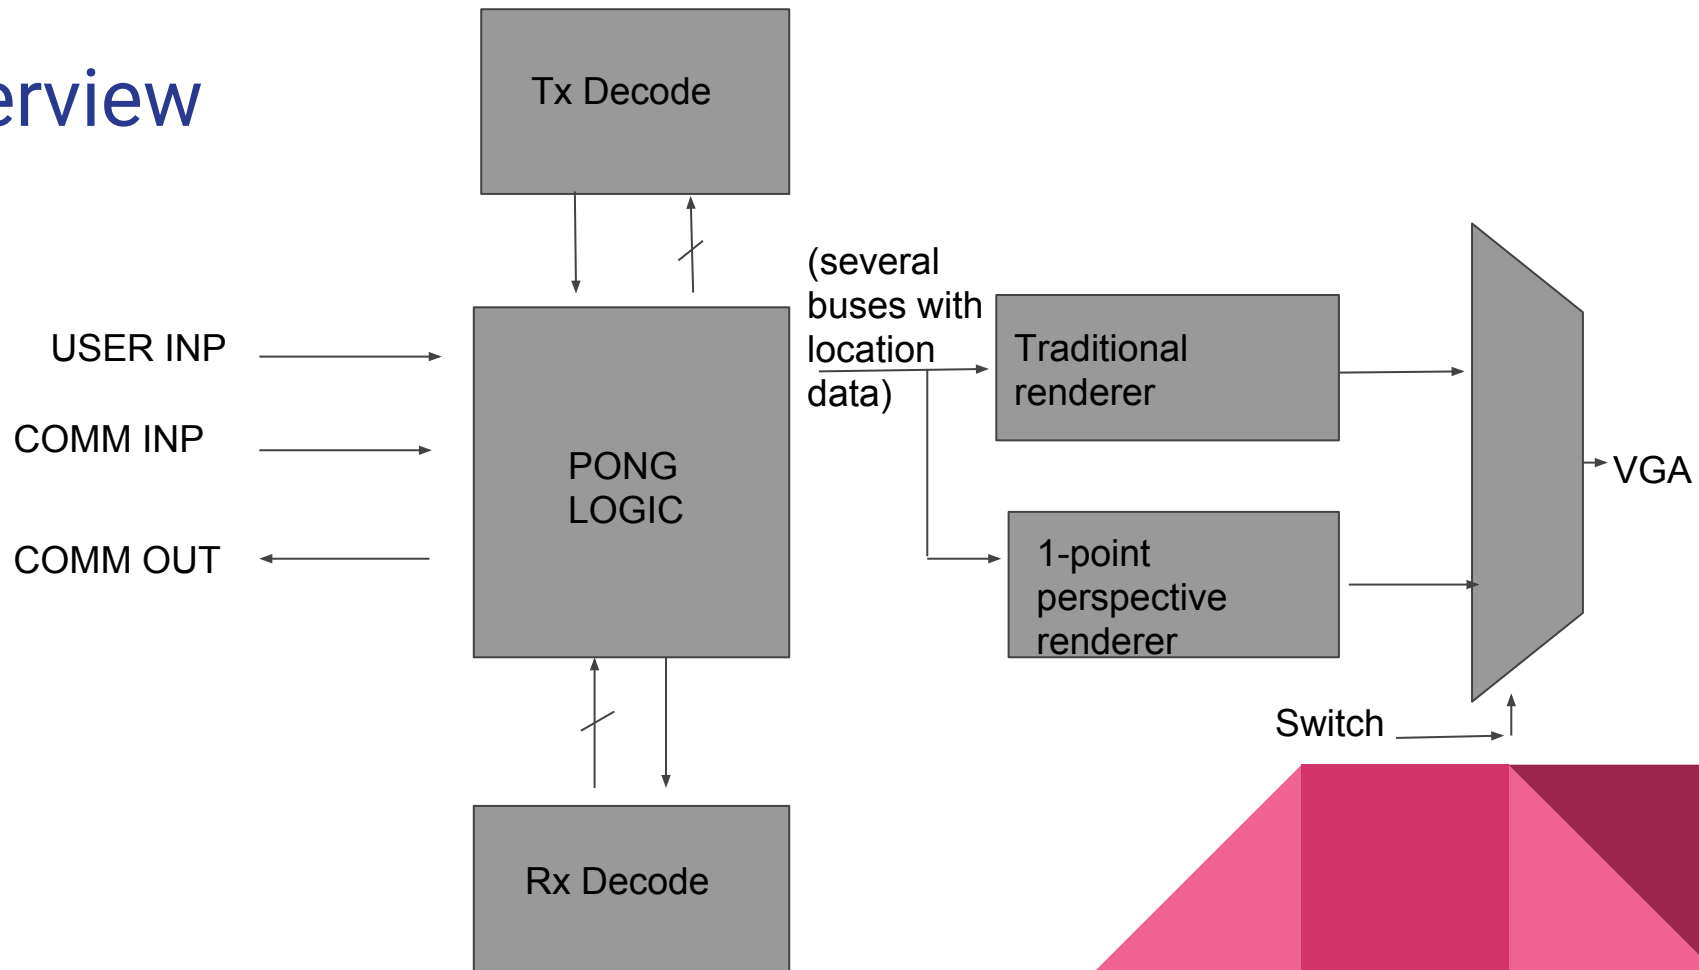 erview
Tx Decode
(several
buses with
location
data)
USER INP
COMM INP
COMM OUT
PONG
LOGIC
Traditional
renderer
1-point
perspective
renderer
VGA
Switch
Rx Decode